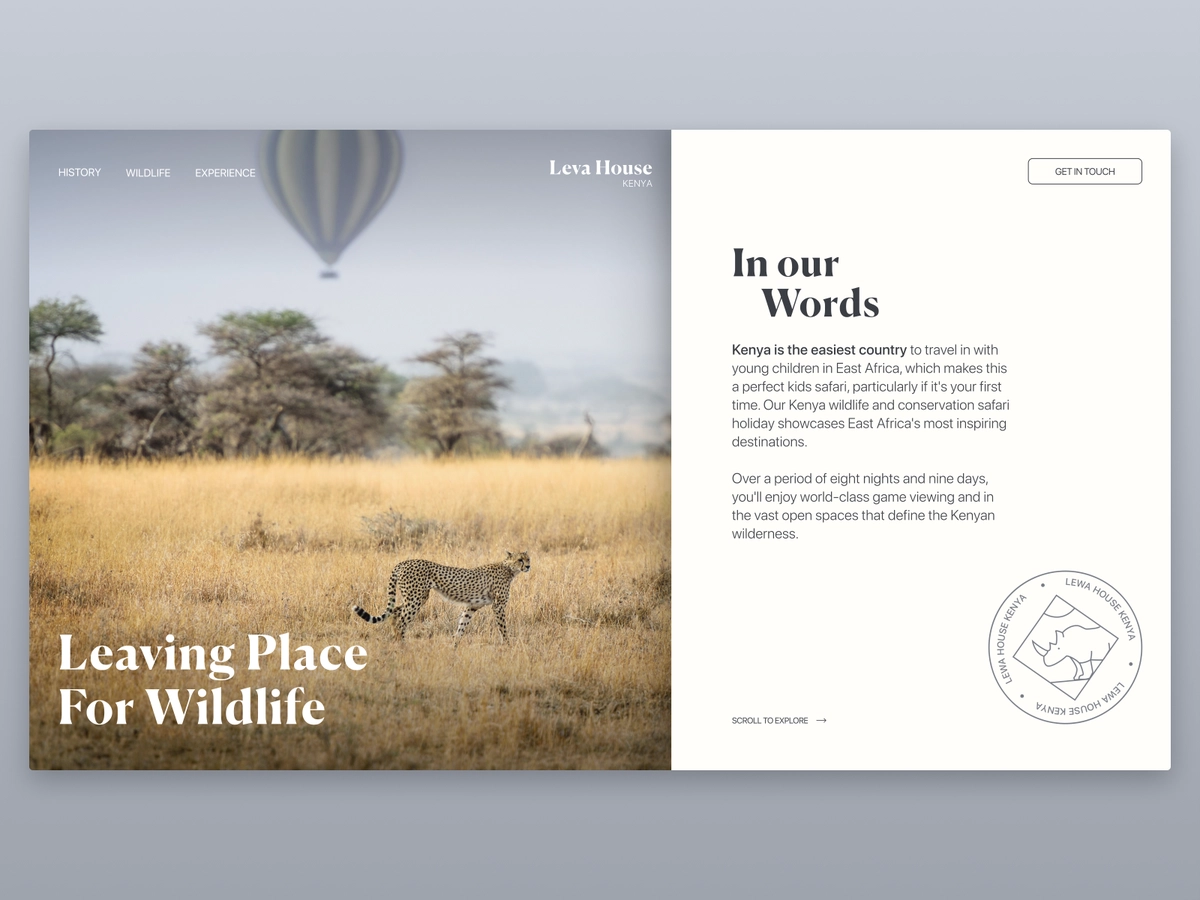 HISTORY WILDLIFE EXPERIENCE
Leva House
KENYA
GET IN TOUCH
Leaving Place
For Wildlife
In our
Words
Kenya is the easiest country to travel in with
young children in East Africa, which makes this
a perfect kids safari, particularly if it's your first
time. Our Kenya wildlife and conservation safari
holiday showcases East Africa's most inspiring
destinations.
Over a period of eight nights and nine days,
you'll enjoy world-class game viewing and in
the vast open spaces that define the Kenyan
wilderness.
SCROLL TO EXPLORE →
LEWA HOUSE KENYA • LEWA HOUSE KENYA • LEWA HOUSE KENYA •